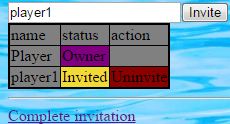 player1 Invite
name status action
Player Owner
player1 Invited Uninvite
Complete invitation